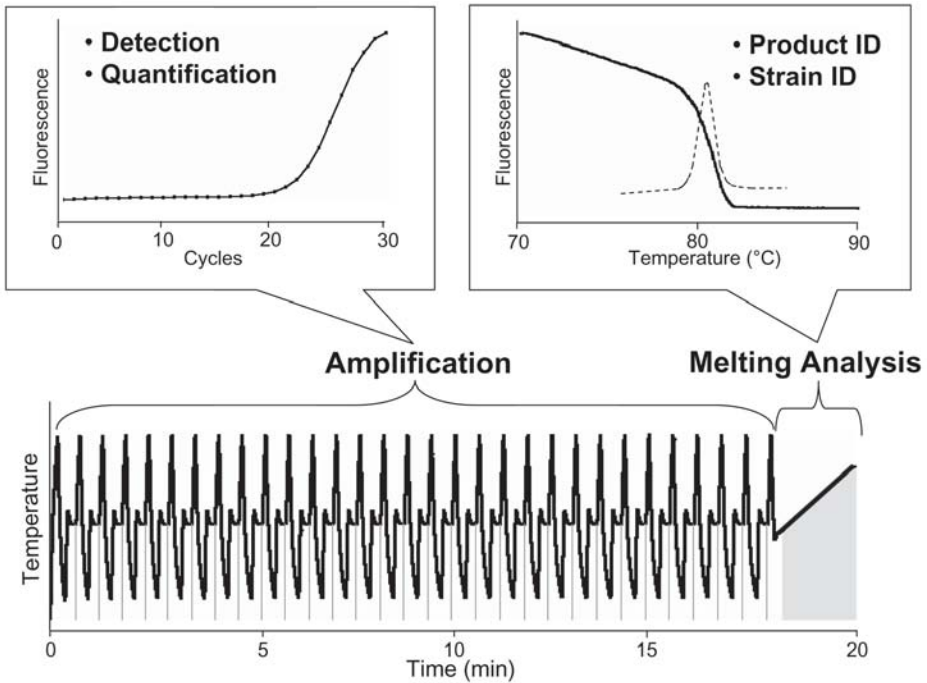 • Detection
• Quantification
Fluorescence
0 10 20 30
Cycles
• Product ID
• Strain ID
Fluorescence
70 80 90
Temperature (°C)
Amplification
Melting Analysis
Temperature
0 5 10 15 20
Time (min)